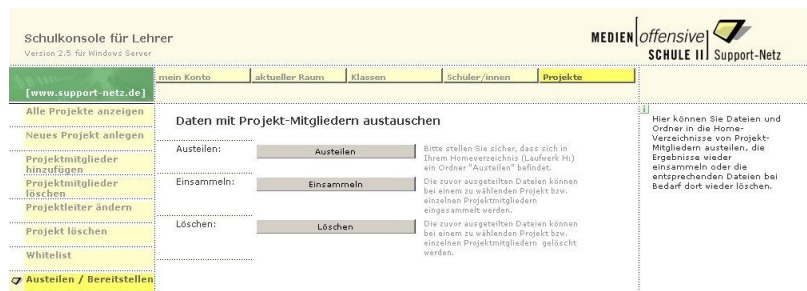 Schulkonsole für Lehrer
Version 2.5 für Windows Server
MEDIEN offensive
SCHULE II Support-Netz
[www.support-netz.de]
mein Konto
aktueller Raum
Klassen
Schüler/innen
Projekte
Alle Projekte anzeigen
Neues Projekt anlegen
Projektmitglieder
hinzufügen
Projektmitglieder
löschen
Projektleiter ändern
Projekt löschen
Whitelist
Austeilen / Bereitstellen
Daten mit Projekt-Mitgliedern austauschen
Austeilen:
Austeilen
Bitte stellen Sie sicher, dass sich in
Ihrem Homeverzeichnis (Laufwerk H:)
ein Ordner "Austeilen" befindet.
Einsammeln:
Einsammeln
Die zuvor ausgeteilten Dateien können
bei einem zu wählenden Projekt bzw.
einzelnen Projektmitgliedern
eingesammelt werden.
Löschen:
Löschen
Die zuvor ausgeteilten Dateien können
bei einem zu wählenden Projekt bzw.
einzelnen Projektmitgliedern gelöscht
werden.
i
Hier können Sie Dateien und
Ordner in die Home-
Verzeichnisse von Projekt-
Mitgliedern austeilen, die
Ergebnisse wieder
einsammeln oder die
entsprechenden Dateien bei
Bedarf dort wieder löschen.